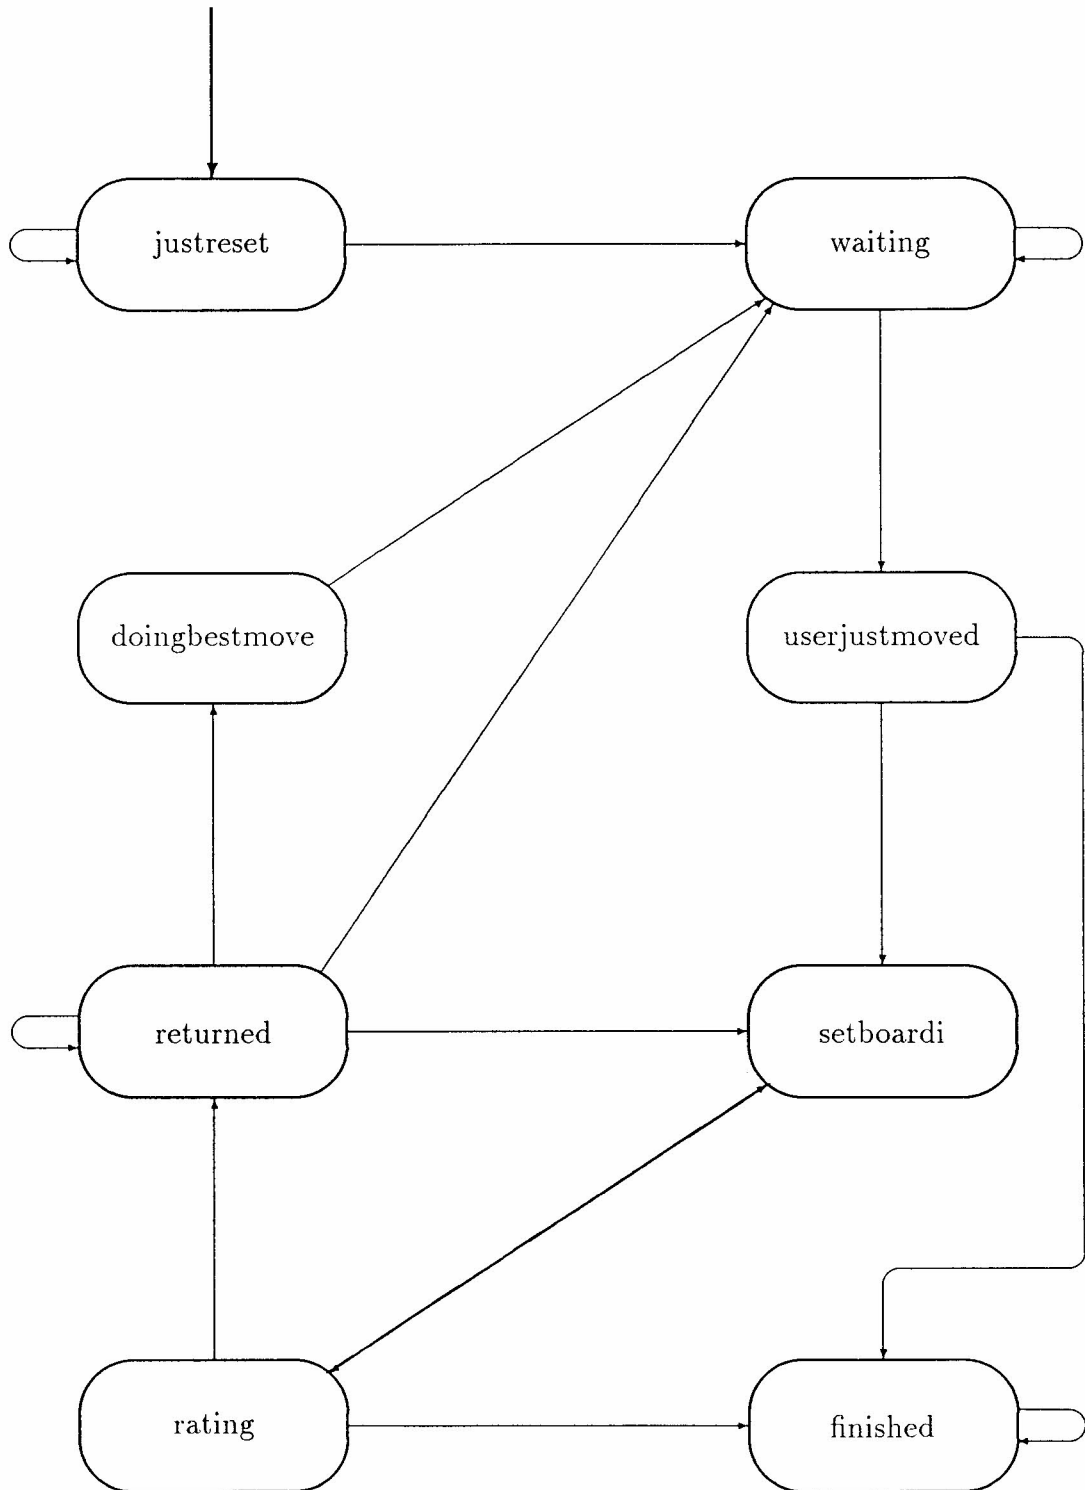 justreset
waiting
doingbestmove
userjustmoved
returned
setboardi
rating
finished